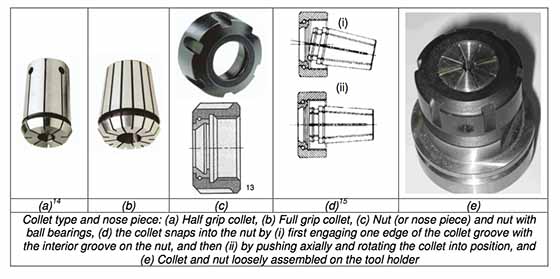 (i)
(ii)
13
(a)14
(b)
(c)
(d)15
(e)
Collet type and nose piece: (a) Half grip collet, (b) Full grip collet, (c) Nut (or nose piece) and nut with
ball bearings, (d) the collet snaps into the nut by (i) first engaging one edge of the collet groove with
the interior groove on the nut, and then (ii) by pushing axially and rotating the collet into position, and
(e) Collet and nut loosely assembled on the tool holder